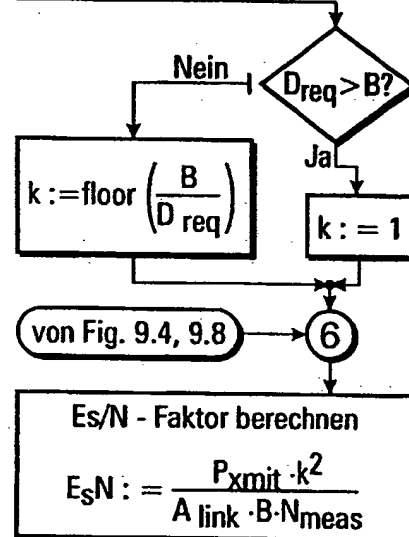 Nein
D_req > B?
Ja
k := floor (B / D_req)
k := 1
von Fig. 9.4, 9.8
6
Es/N - Faktor berechnen
E_sN := P_xmit · k² / A_link · B · N_meas